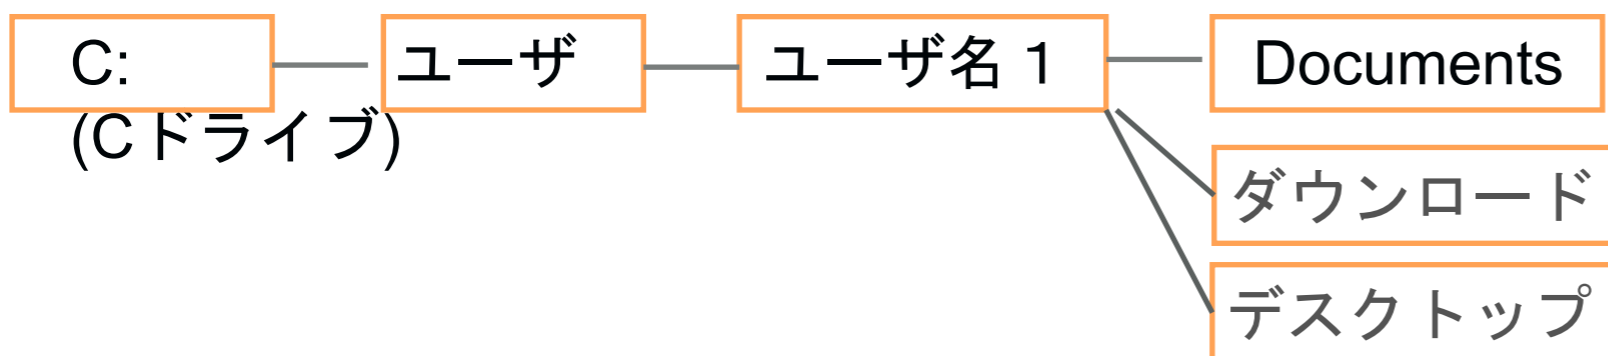 C:
(Cドライブ)
ユーザ
ユーザ名１
Documents
ダウンロード
デスクトップ